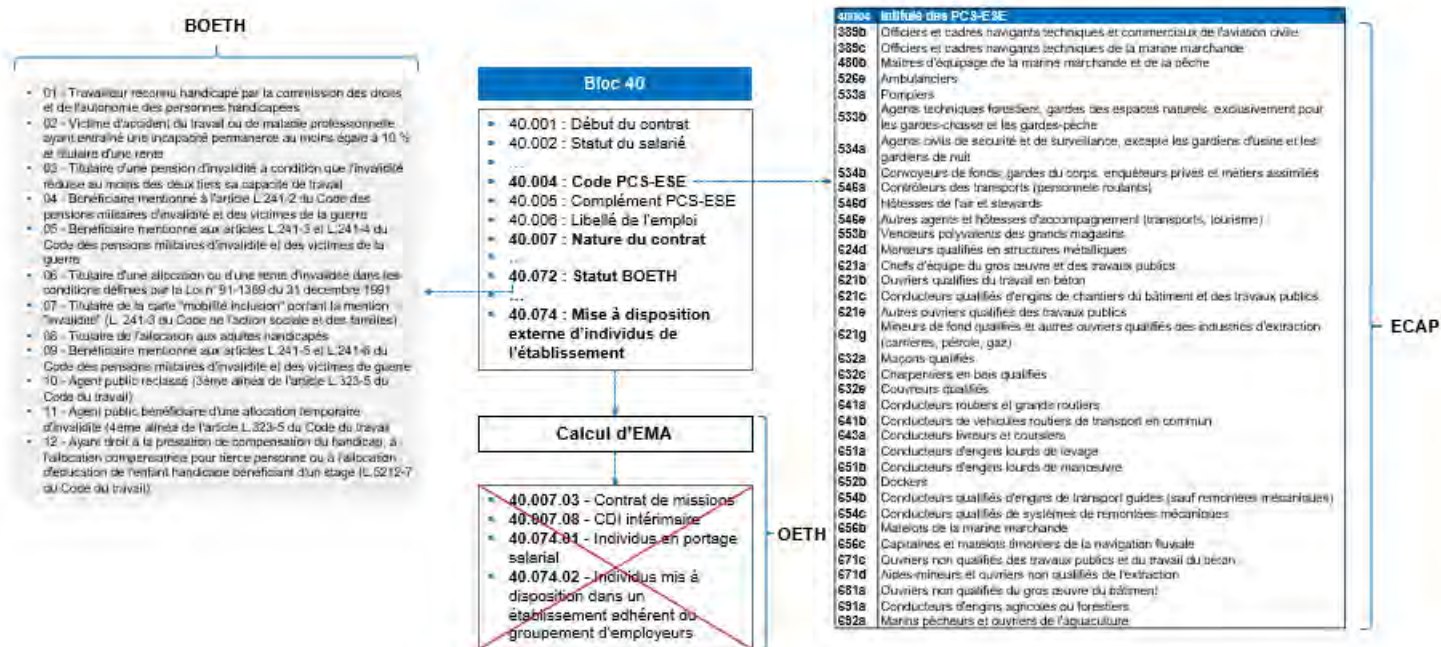 BOETH
• 01 - Travailleur reconnu handicapé par la commission des droits
et de l'autonomie des personnes handicapées
• 02 - Victime d'accident du travail ou de maladie professionnelle
ayant entraîné une incapacité permanente au moins égale à 10 %
et titulaire d'une rente
• 03 - Titulaire d'une pension d'invalidité à condition que l'invalidité
réduise au moins des deux tiers sa capacité de travail
• 04 - Bénéficiaire mentionné à l'article L.241-2 du Code des
pensions militaires d'invalidité et des victimes de la guerre
• 05 - Bénéficiaire mentionné aux articles L.241-3 et L.241-4 du
Code des pensions militaires d'invalidité et des victimes de la
guerre
• 06 - Titulaire d'une allocation ou d'une rente d'invalidité dans les
conditions définies par la Loi n° 91-1389 du 31 décembre 1991
• 07 - Titulaire de la carte "mobilité inclusion" portant la mention
"invalidité" (L. 241-3 du Code de l'action sociale et des familles)
• 08 - Titulaire de l'allocation aux adultes handicapés
• 09 - Bénéficiaire mentionné aux articles L.241-5 et L.241-6 du
Code des pensions militaires d'invalidité et des victimes de guerre
• 10 - Agent public reclassé (3ème alinéa de l'article L.323-5 du
Code du travail)
• 11 - Agent public bénéficiaire d'une allocation temporaire
d'invalidité (4ème alinéa de l'article L.323-5 du Code du travail
• 12 - Ayant droit à la prestation de compensation du handicap, à
l'allocation compensatrice pour tierce personne ou à l'allocation
d'éducation de l'enfant handicapé bénéficiant d'un stage (L.5212-7
du Code du travail)
Bloc 40
• 40.001 : Début du contrat
• 40.002 : Statut du salarié
• ...
• 40.004 : Code PCS-ESE
• 40.005 : Complément PCS-ESE
• 40.006 : Libellé de l'emploi
• 40.007 : Nature du contrat
• ...
• 40.072 : Statut BOETH
• ...
• 40.074 : Mise à disposition
externe d'individus de
l'établissement
Calcul d'EMA
• 40.007.03 - Contrat de missions
• 40.007.08 - CDI intérimaire
• 40.074.01 - Individus en portage
salarial
• 40.074.02 - Individus mis à
disposition dans un
établissement adhérent du
groupement d'employeurs
OETH
40004 Intitulé des PCS-ESE
389b Officiers et cadres navigants techniques et commerciaux de l'aviation civile
389c Officiers et cadres navigants techniques de la marine marchande
480b Maîtres d'équipage de la marine marchande et de la pêche
526e Ambulanciers
533a Pompiers
533b Agents techniques forestiers, gardes des espaces naturels, exclusivement pour
les gardes-chasse et les gardes-pêche
534a Agents civils de sécurité et de surveillance, excepté les gardiens d'usine et les
gardiens de nuit
534b Convoyeurs de fonds, gardes du corps, enquêteurs privés et métiers assimilés
546a Contrôleurs des transports (personnels roulants)
546d Hôtesses de l'air et stewards
546e Autres agents et hôtesses d'accompagnement (transports, tourisme)
553b Vendeurs polyvalents des grands magasins
624d Monteurs qualifiés en structures métalliques
621a Chefs d'équipe du gros œuvre et des travaux publics
621b Ouvriers qualifiés du travail en béton
621c Conducteurs qualifiés d'engins de chantiers du bâtiment et des travaux publics
621e Autres ouvriers qualifiés des travaux publics
621g Mineurs de fond qualifiés et autres ouvriers qualifiés des industries d'extraction
(carrières, pétrole, gaz)
632a Maçons qualifiés
632c Charpentiers en bois qualifiés
632e Couvreurs qualifiés
641a Conducteurs routiers et grands routiers
641b Conducteurs de véhicules routiers de transport en commun
643a Conducteurs livreurs et coursiers
651a Conducteurs d'engins lourds de levage
651b Conducteurs d'engins lourds de manœuvre
652b Dockers
654b Conducteurs qualifiés d'engins de transport guidés (sauf remontées mécaniques)
654c Conducteurs qualifiés de systèmes de remontées mécaniques
656b Matelots de la marine marchande
656c Capitaines et matelots timoniers de la navigation fluviale
671c Ouvriers non qualifiés des travaux publics et du travail du béton
671d Aides-mineurs et ouvriers non qualifiés de l'extraction
681a Ouvriers non qualifiés du gros œuvre du bâtiment
691a Conducteurs d'engins agricoles ou forestiers
692a Marins pêcheurs et ouvriers de l'aquaculture
ECAP